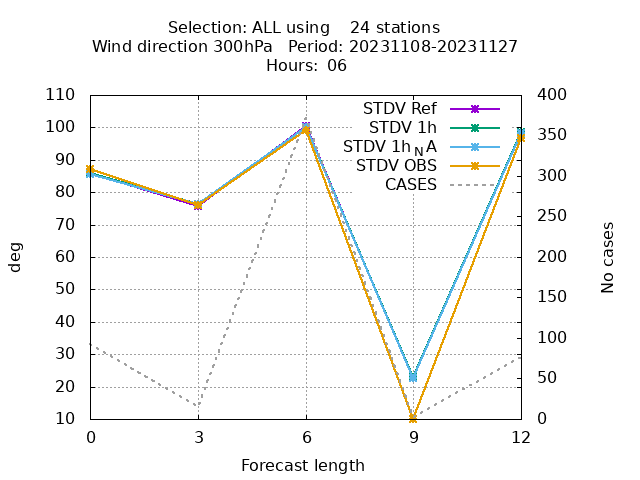 Selection: ALL using 24 stations
Wind direction 300hPa Period: 20231108-20231127
Hours: 06
110
100
90
80
70
60
50
40
30
20
10
deg
STDV Ref
STDV 1h
STDV 1h_NA
STDV OBS
CASES
400
350
300
250
200
150
100
50
0
No cases
0 3 6 9 12
Forecast length